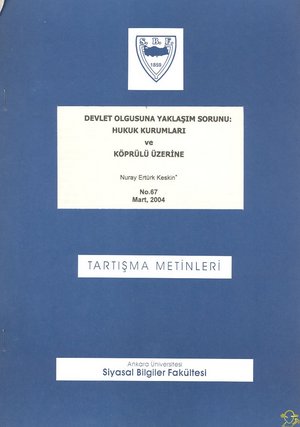 S.B.F.
1859
DEVLET OLGUSUNA YAKLAŞIM SORUNU:
HUKUK KURUMLARI
ve
KÖPRÜLÜ ÜZERİNE
Nuray Ertürk Keskin*
No.67
Mart, 2004
TARTIŞMA METİNLERİ
Ankara Üniversitesi
Siyasal Bilgiler Fakültesi